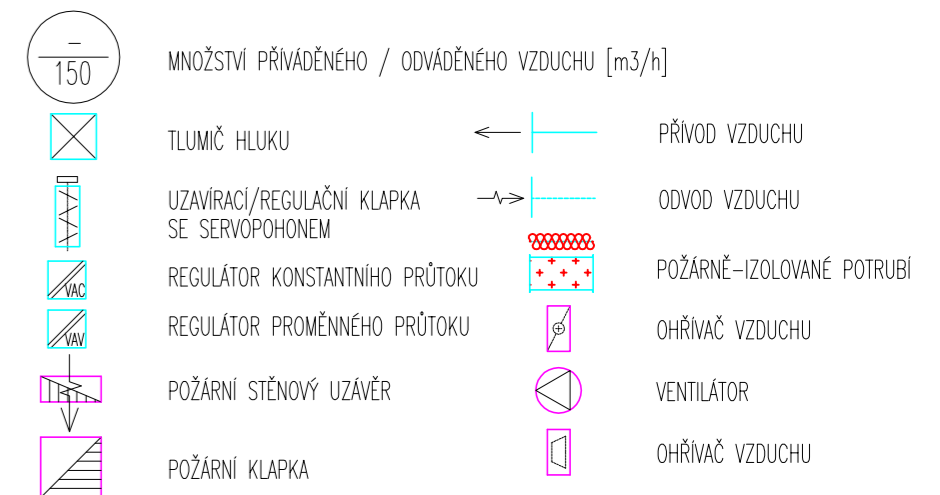 –
150
MNOŽSTVÍ PŘÍVÁDĚNÉHO / ODVÁDĚNÉHO VZDUCHU [m3/h]
TLUMIČ HLUKU
UZAVÍRACÍ/REGULAČNÍ KLAPKA
SE SERVOPOHONEM
VAC
REGULÁTOR KONSTANTNÍHO PRŮTOKU
VAV
REGULÁTOR PROMĚNNÉHO PRŮTOKU
POŽÁRNÍ STĚNOVÝ UZÁVĚR
POŽÁRNÍ KLAPKA
PŘÍVOD VZDUCHU
ODVOD VZDUCHU
POŽÁRNĚ–IZOLOVANÉ POTRUBÍ
OHŘÍVAČ VZDUCHU
VENTILÁTOR
OHŘÍVAČ VZDUCHU